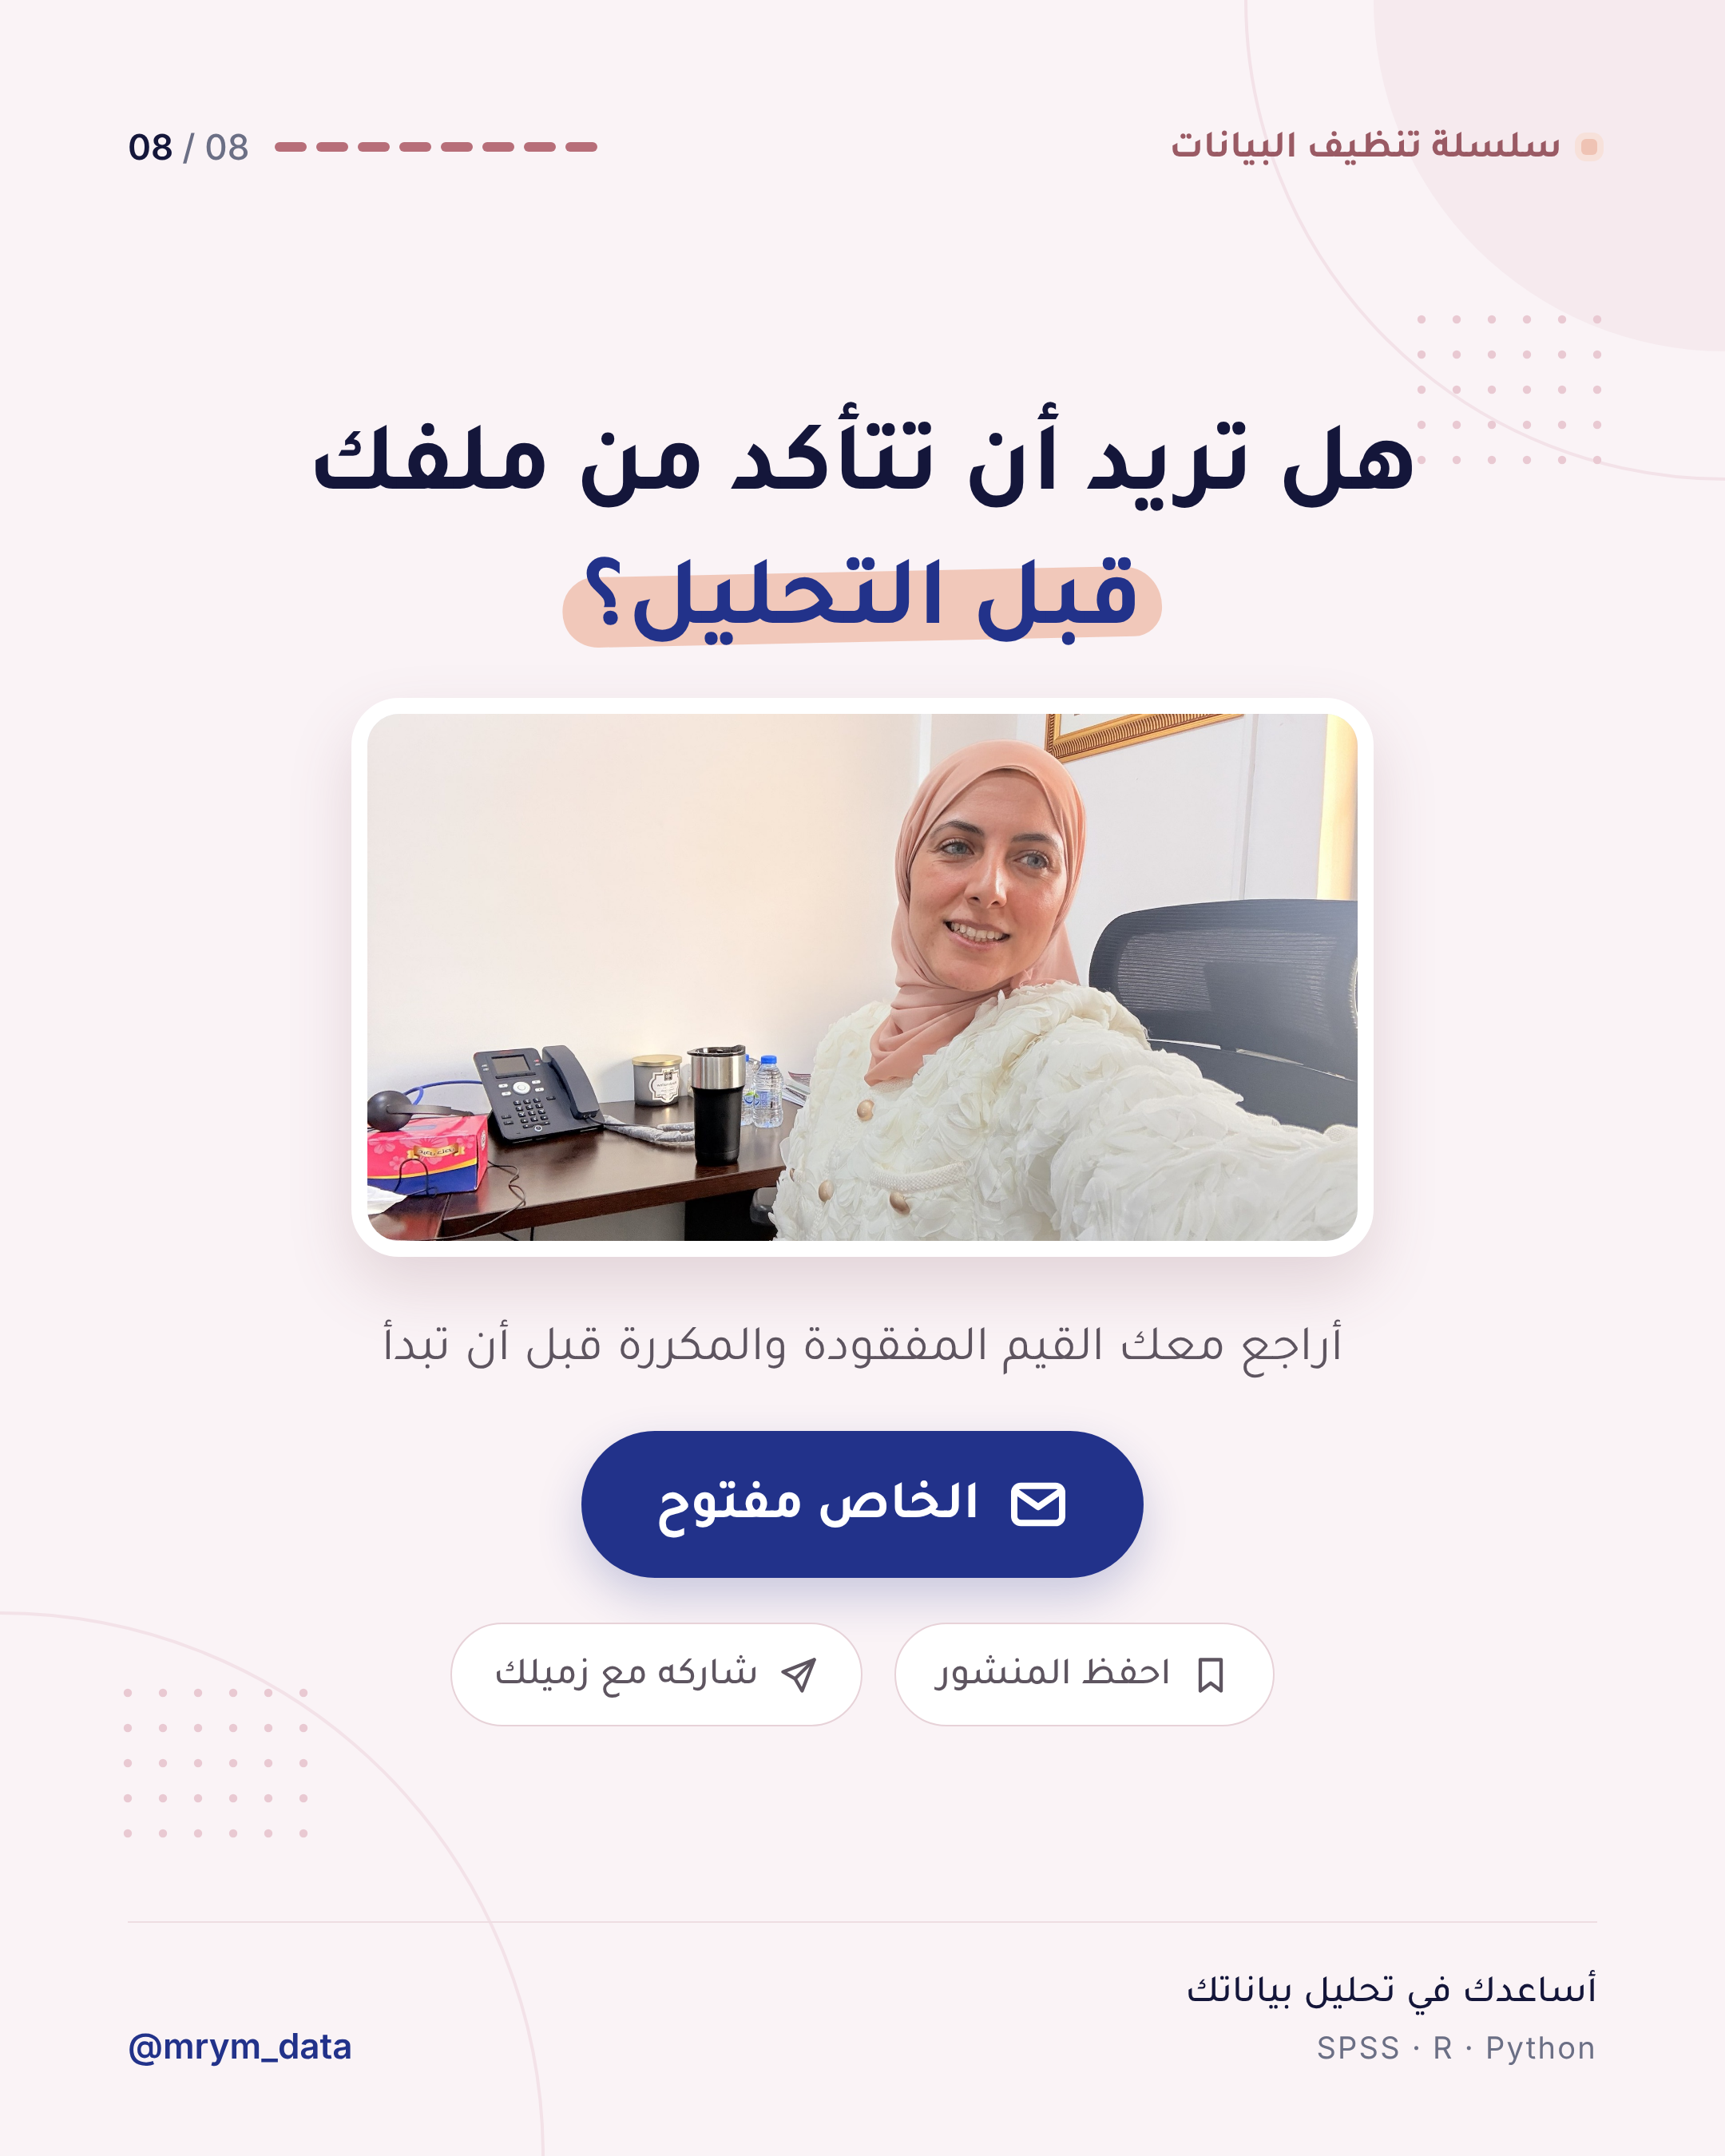 سلسلة تنظيف البيانات
08 / 08
هل تريد أن تتأكد من ملفك
قبل التحليل؟
أراجع معك القيم المفقودة والمكررة قبل أن تبدأ
الخاص مفتوح
احفظ المنشور
شاركه مع زميلك
أساعدك في تحليل بياناتك
SPSS · R · Python
@mrym_data